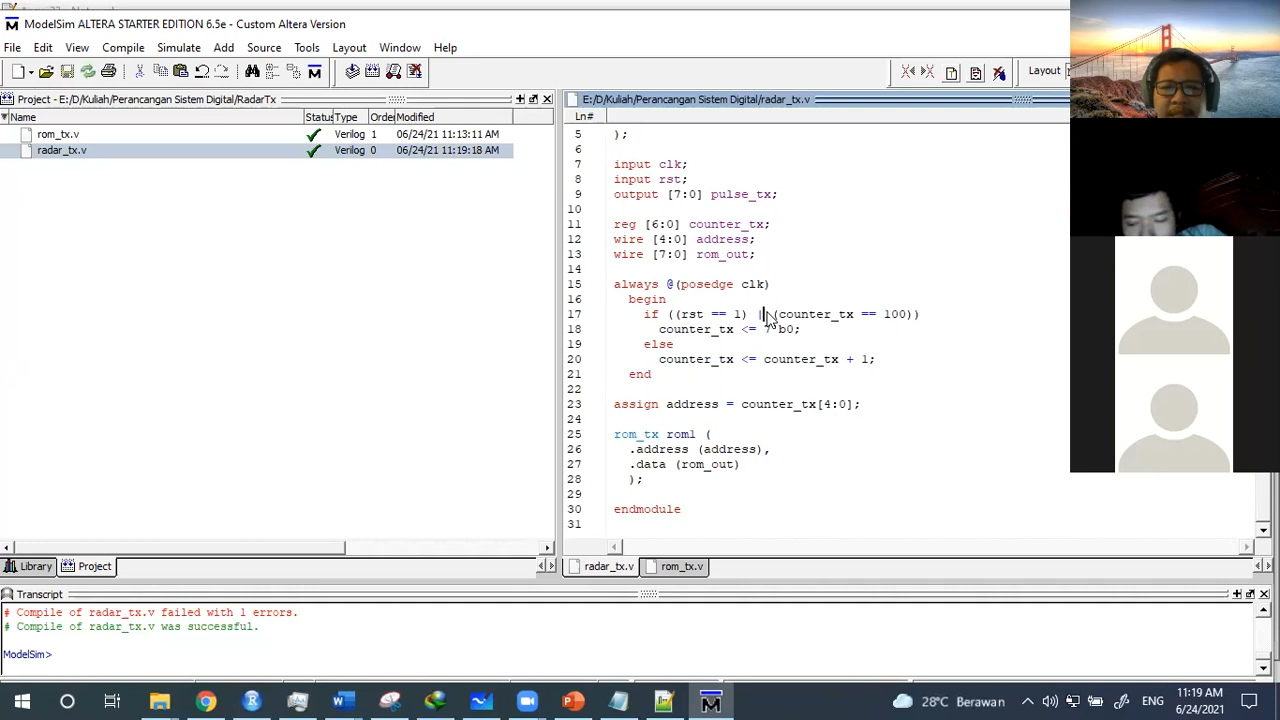 ModelSim ALTERA STARTER EDITION 6.5e - Custom Altera Version
File Edit View Compile Simulate Add Source Tools Layout Window Help
Layout
Project - E:/D/Kuliah/Perancangan Sistem Digital/RadarTx
E:/D/Kuliah/Perancangan Sistem Digital/radar_tx.v
Name Status Type Order Modified
Ln#
rom_tx.v Verilog 1 06/24/21 11:13:11 AM
radar_tx.v Verilog 0 06/24/21 11:19:18 AM
5 );
6
7 input clk;
8 input rst;
9 output [7:0] pulse_tx;
10
11 reg [6:0] counter_tx;
12 wire [4:0] address;
13 wire [7:0] rom_out;
14
15 always @(posedge clk)
16 begin
17 if ((rst == 1) | (counter_tx == 100))
18 counter_tx <= 7'b0;
19 else
20 counter_tx <= counter_tx + 1;
21 end
22
23 assign address = counter_tx[4:0];
24
25 rom_tx rom1 (
26 .address (address),
27 .data (rom_out)
28 );
29
30 endmodule
31
Library Project
radar_tx.v rom_tx.v
Transcript
# Compile of radar_tx.v failed with 1 errors.
# Compile of radar_tx.v was successful.
ModelSim>
28°C Berawan ENG 11:19 AM
6/24/2021